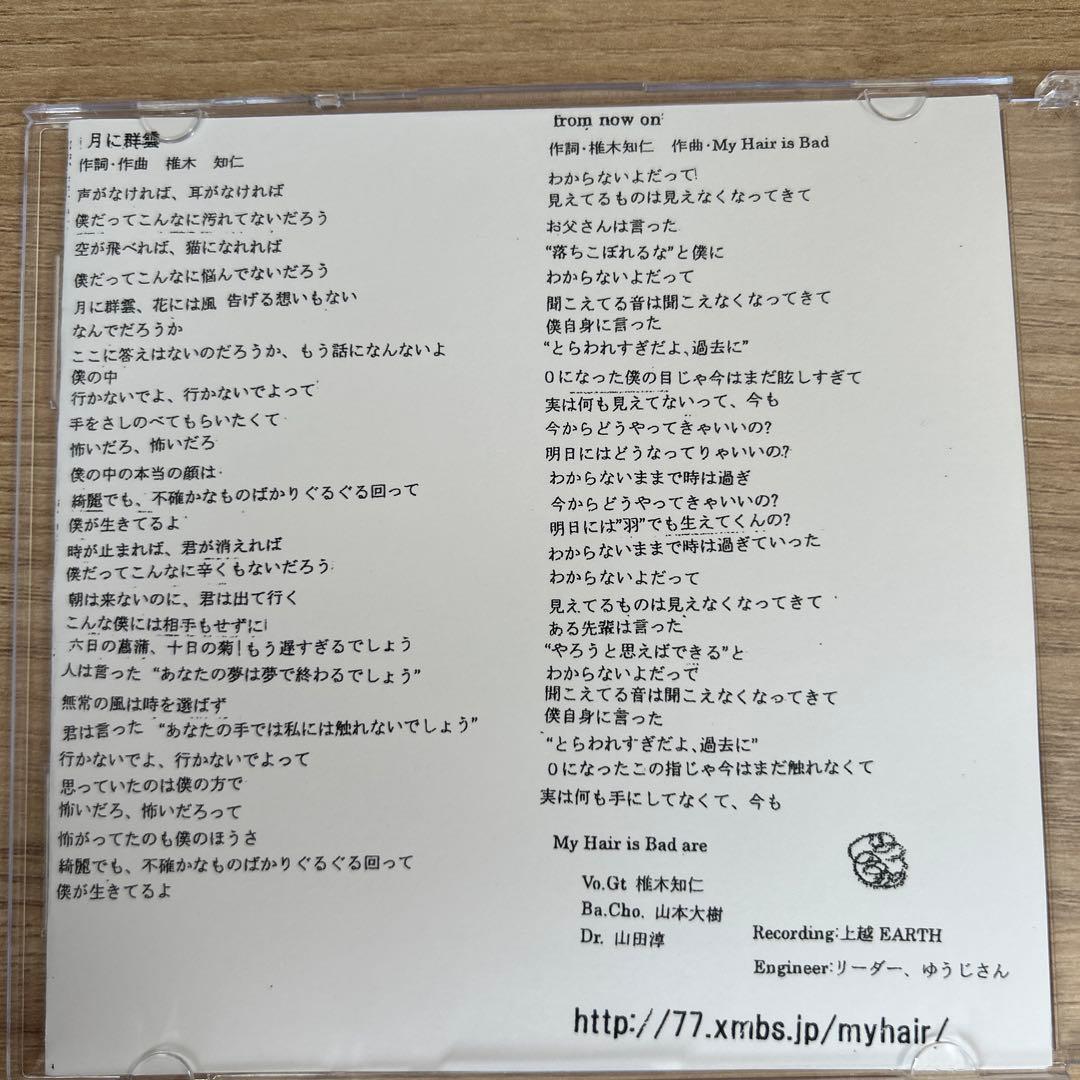 月に群雲
作詞・作曲　椎木　知仁
声がなければ、耳がなければ
僕だってこんなに汚れてないだろう
空が飛べれば、猫になれれば
僕だってこんなに悩んでないだろう
月に群雲、花には風 告げる想いもない
なんでだろうか
ここに答えはないのだろうか、もう話になんないよ
僕の中
行かないでよ、行かないでよって
手をさしのべてもらいたくて
怖いだろ、怖いだろ
僕の中の本当の顔は
綺麗でも、不確かなものばかりぐるぐる回って
僕が生きてるよ
時が止まれば、君が消えれば
僕だってこんなに辛くもないだろう
朝は来ないのに、君は出て行く
こんな僕には相手もせずに
六日の菖蒲、十日の菊 もう遅すぎるでしょう
人は言った “あなたの夢は夢で終わるでしょう”
無常の風は時を選ばず
君は言った “あなたの手では私には触れないでしょう”
行かないでよ、行かないでよって
思っていたのは僕の方で
怖いだろ、怖いだろって
怖がってたのも僕のほうさ
綺麗でも、不確かなものばかりぐるぐる回って
僕が生きてるよ
from now on
作詞・椎木知仁　作曲・My Hair is Bad
わからないよだって
見えてるものは見えなくなってきて
お父さんは言った
“落ちこぼれるな”と僕に
わからないよだって
聞こえてる音は聞こえなくなってきて
僕自身に言った
“とらわれすぎだよ、過去に”
０になった僕の目じゃ今はまだ眩しすぎて
実は何も見えてないって、今も
今からどうやってきゃいいの?
明日にはどうなってりゃいいの?
わからないままで時は過ぎ
今からどうやってきゃいいの?
明日には”羽”でも生えてくんの?
わからないままで時は過ぎていった
わからないよだって
見えてるものは見えなくなってきて
ある先輩は言った
“やろうと思えばできる”と
わからないよだって
聞こえてる音は聞こえなくなってきて
僕自身に言った
“とらわれすぎだよ、過去に”
０になったこの指じゃ今はまだ触れなくて
実は何も手にしてなくて、今も
My Hair is Bad are
Vo.Gt 椎木知仁
Ba.Cho. 山本大樹
Dr. 山田淳
Recording:上越 EARTH
Engineer:リーダー、ゆうじさん
http://77.xmbs.jp/myhair/